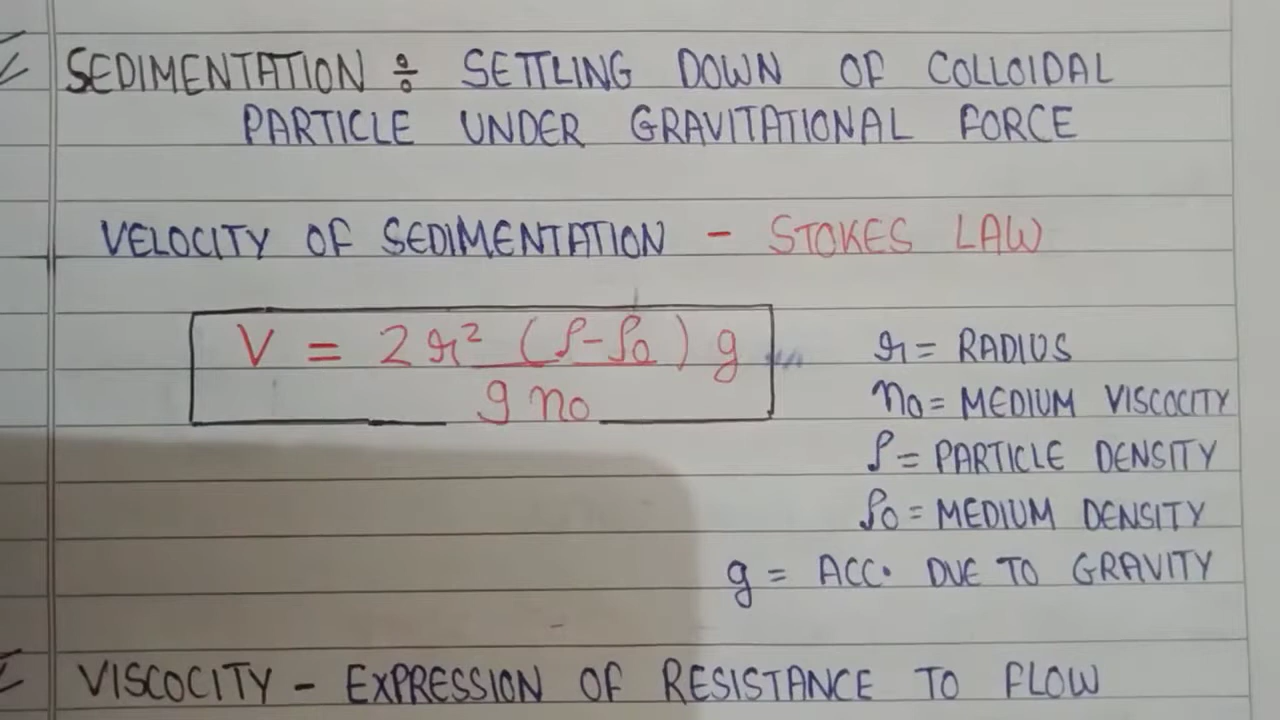 SEDIMENTATION ÷ SETTLING DOWN OF COLLOIDAL
PARTICLE UNDER GRAVITATIONAL FORCE
VELOCITY OF SEDIMENTATION - STOKES LAW
V = 2r² (ρ-ρ₀) g
9 η₀
r = RADIUS
η₀ = MEDIUM VISCOCITY
ρ = PARTICLE DENSITY
ρ₀ = MEDIUM DENSITY
g = ACC. DUE TO GRAVITY
VISCOCITY - EXPRESSION OF RESISTANCE TO FLOW